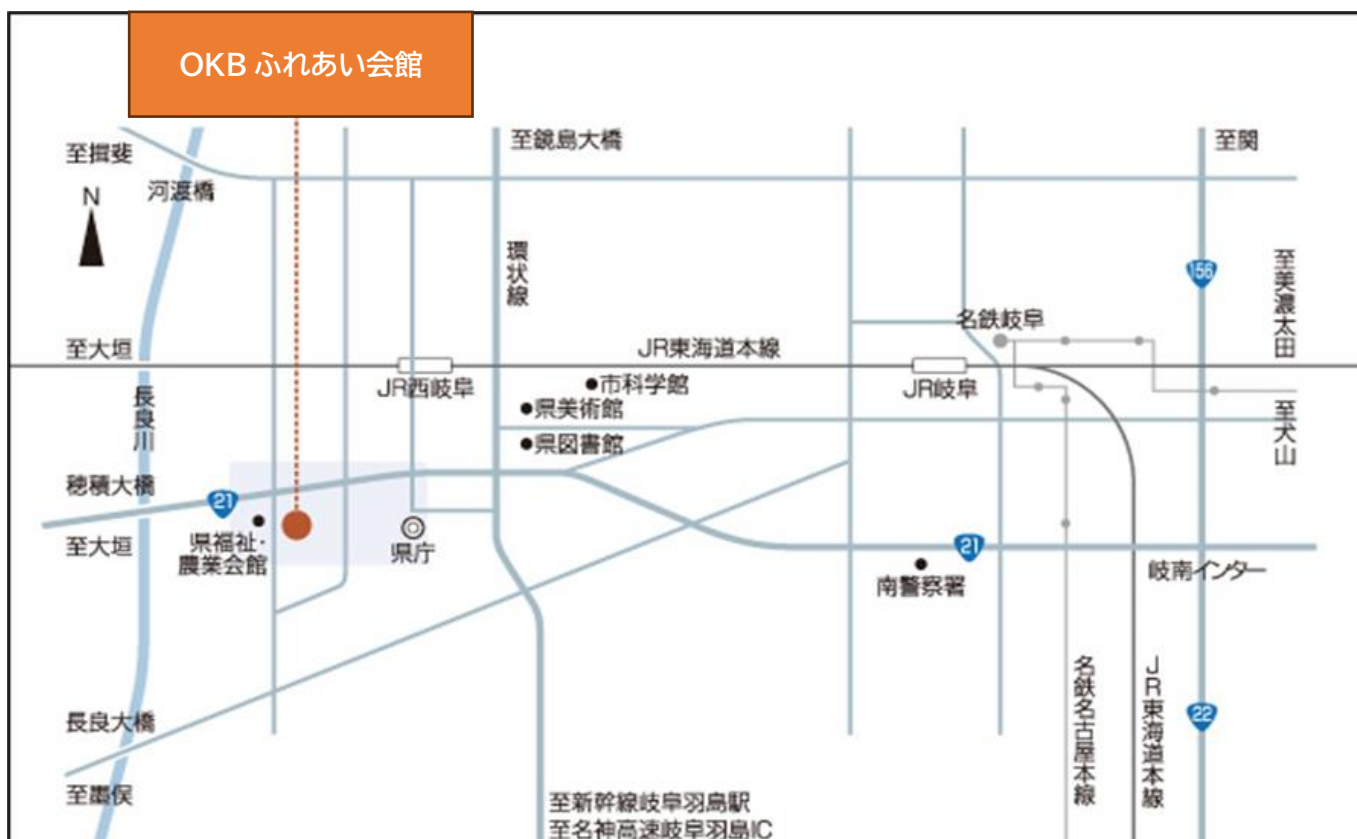 OKB ふれあい会館
至揖斐
河渡橋
N
至鏡島大橋
至関
環状線
156
至美濃太田
名鉄岐阜
至大垣
JR東海道本線
JR西岐阜
市科学館
JR岐阜
県美術館
長良川
県図書館
至犬山
穂積大橋
21
至大垣
県福祉・
農業会館
県庁
21
南警察署
岐南インター
長良大橋
至墨俣
名鉄名古屋本線
JR東海道本線
22
至新幹線岐阜羽島駅
至名神高速岐阜羽島IC